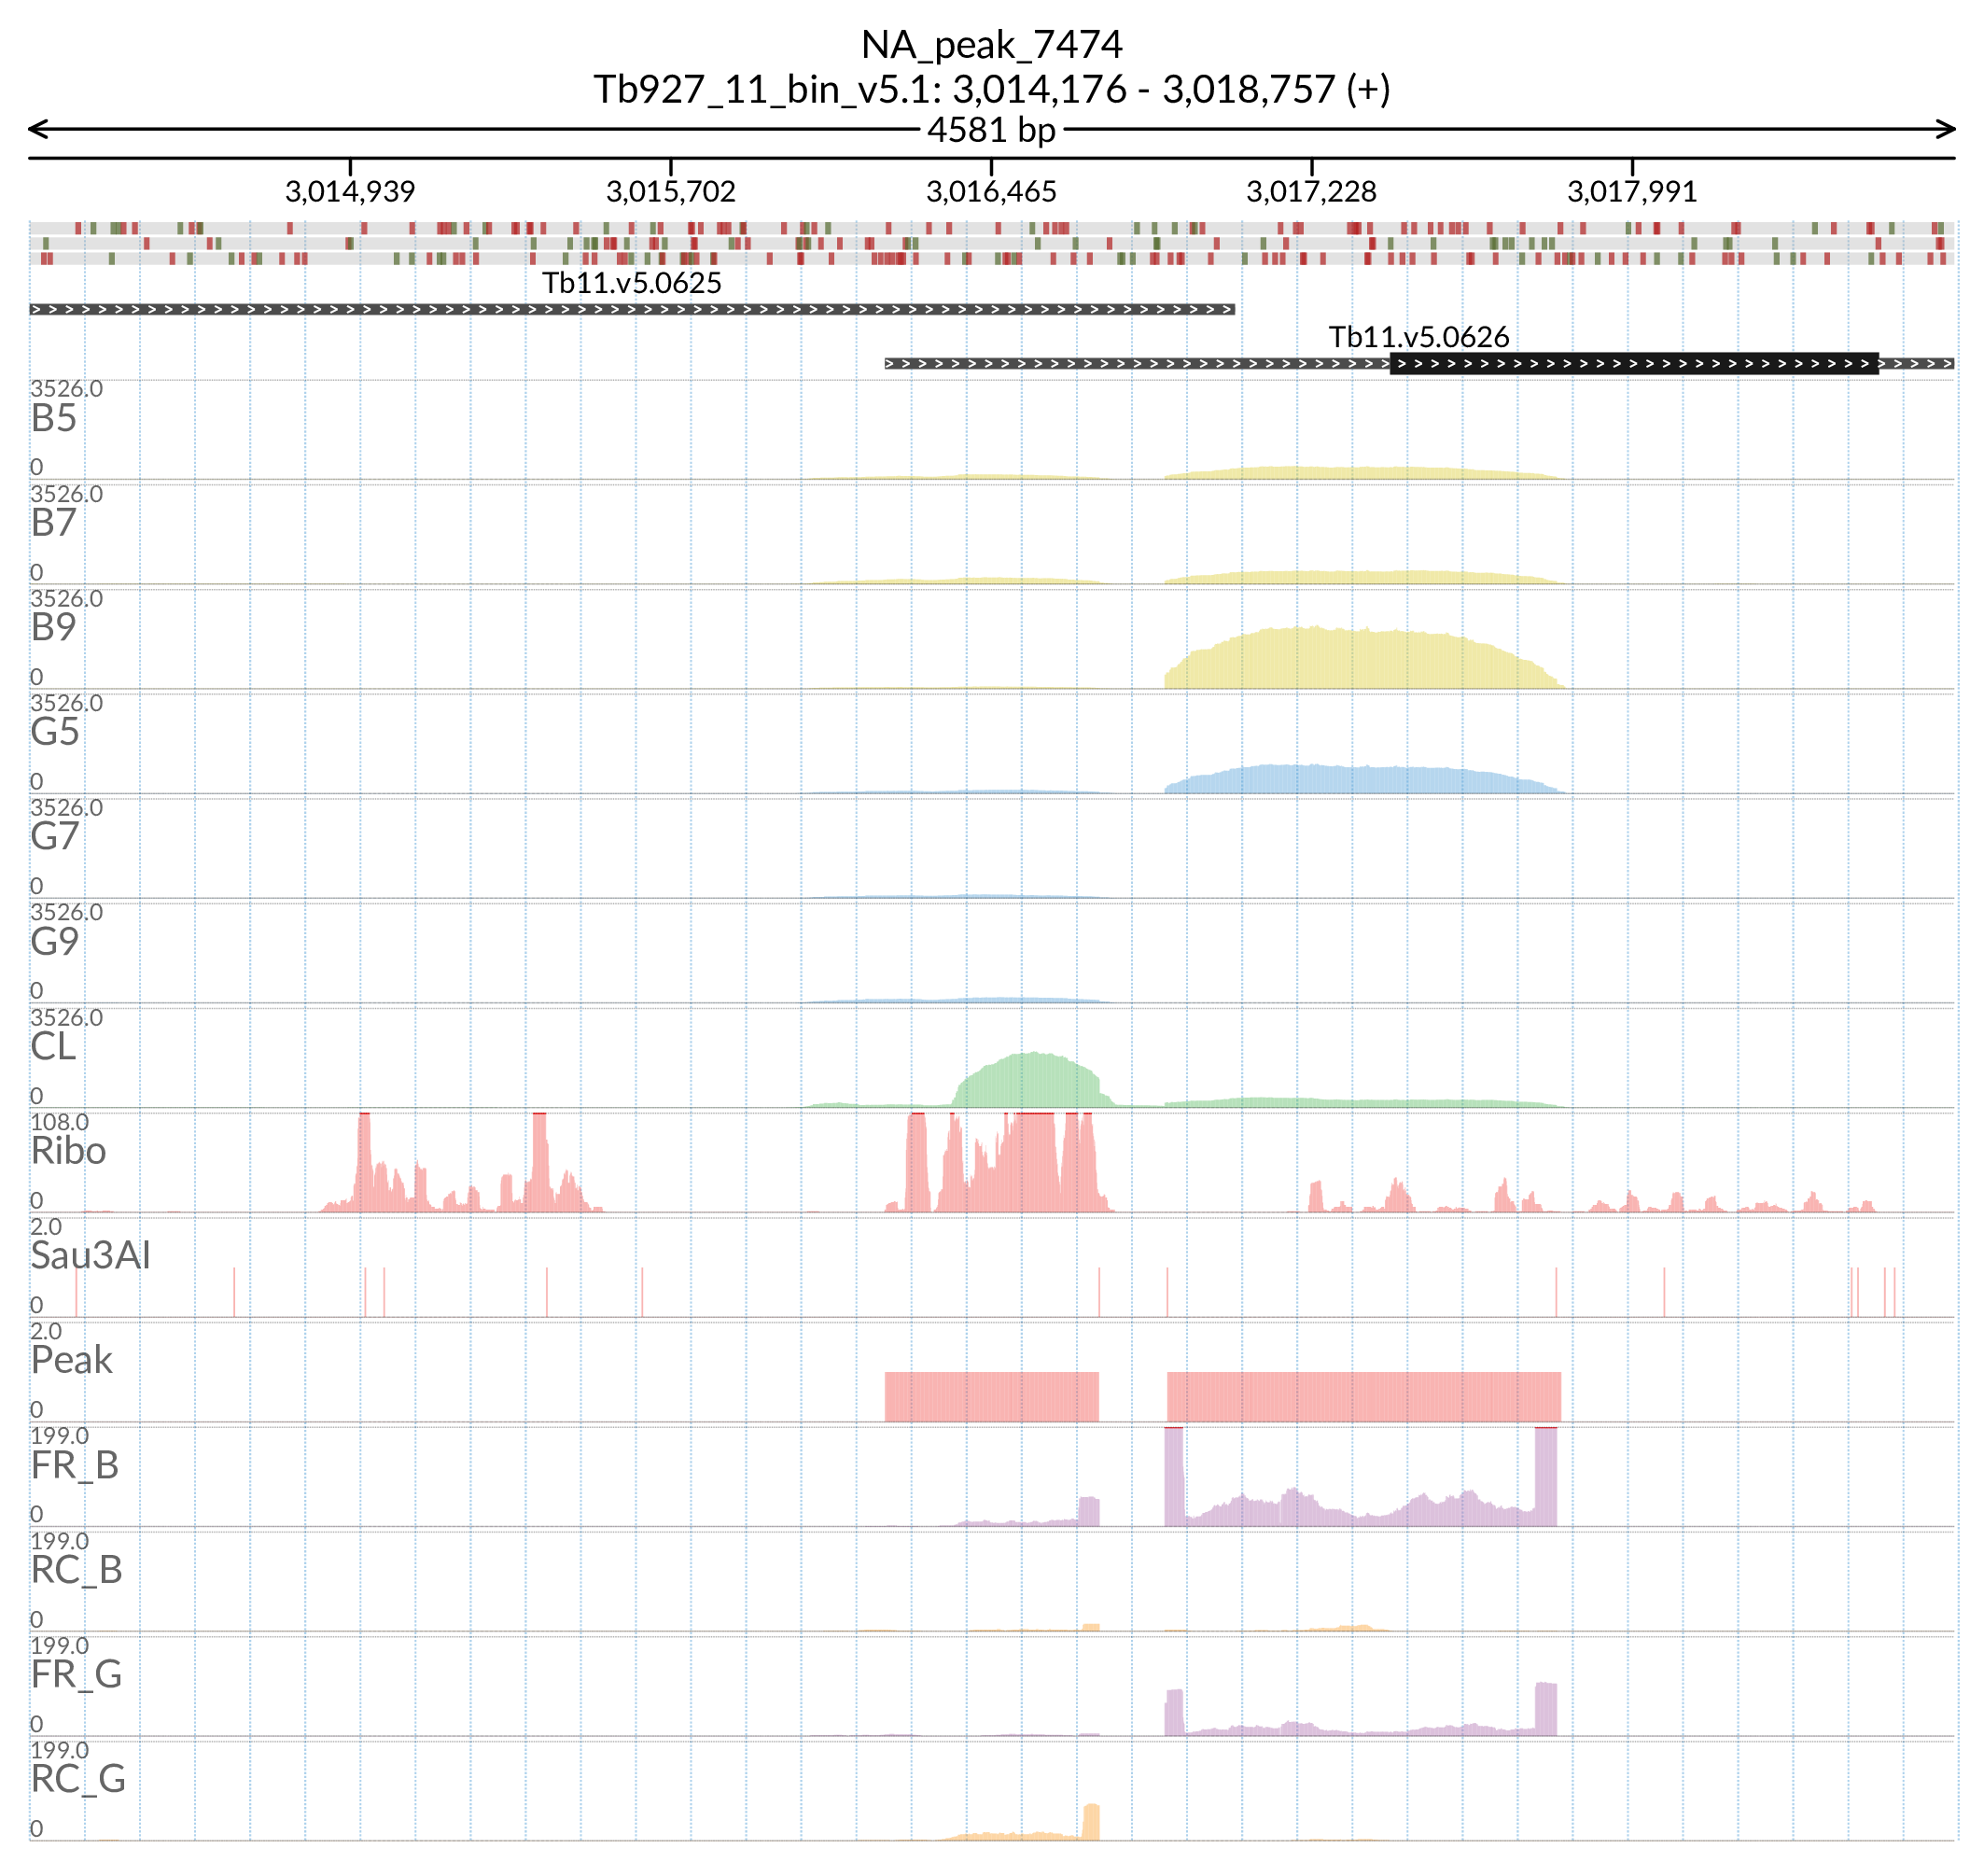 NA_peak_7474
Tb927_11_bin_v5.1: 3,014,176 - 3,018,757 (+)
4581 bp
3,014,939 3,015,702 3,016,465 3,017,228 3,017,991
Tb11.v5.0625
Tb11.v5.0626
3526.0
B5
0
3526.0
B7
0
3526.0
B9
0
3526.0
G5
0
3526.0
G7
0
3526.0
G9
0
3526.0
CL
0
108.0
Ribo
0
2.0
Sau3AI
0
2.0
Peak
0
199.0
FR_B
0
199.0
RC_B
0
199.0
FR_G
0
199.0
RC_G
0